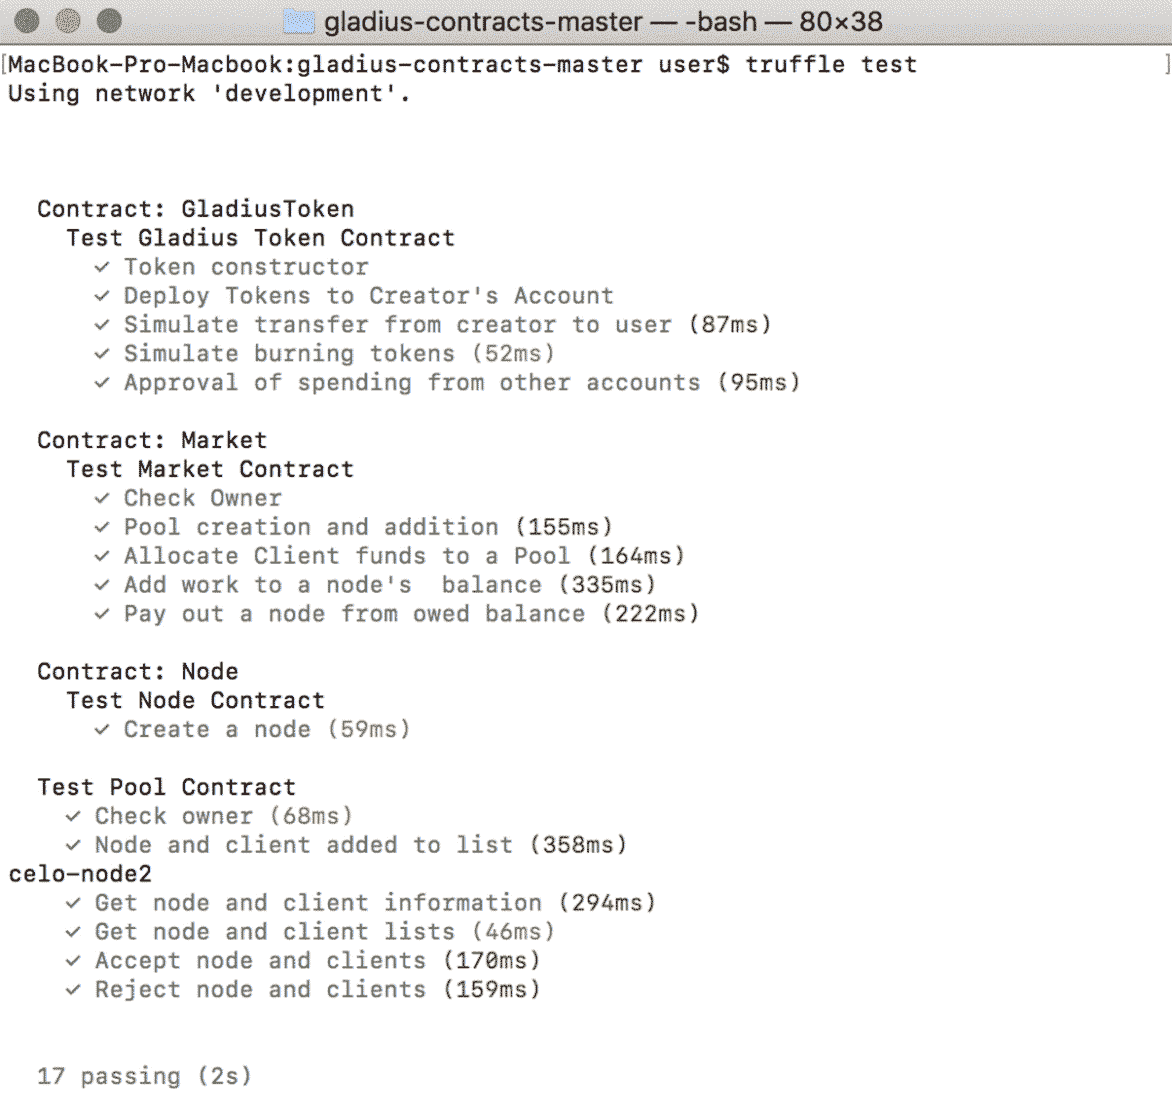 gladius-contracts-master — -bash — 80×38
[MacBook-Pro-Macbook:gladius-contracts-master user$ truffle test ]
Using network 'development'.
Contract: GladiusToken
Test Gladius Token Contract
✓ Token constructor
✓ Deploy Tokens to Creator's Account
✓ Simulate transfer from creator to user (87ms)
✓ Simulate burning tokens (52ms)
✓ Approval of spending from other accounts (95ms)
Contract: Market
Test Market Contract
✓ Check Owner
✓ Pool creation and addition (155ms)
✓ Allocate Client funds to a Pool (164ms)
✓ Add work to a node's  balance (335ms)
✓ Pay out a node from owed balance (222ms)
Contract: Node
Test Node Contract
✓ Create a node (59ms)
Test Pool Contract
✓ Check owner (68ms)
✓ Node and client added to list (358ms)
celo-node2
✓ Get node and client information (294ms)
✓ Get node and client lists (46ms)
✓ Accept node and clients (170ms)
✓ Reject node and clients (159ms)
17 passing (2s)